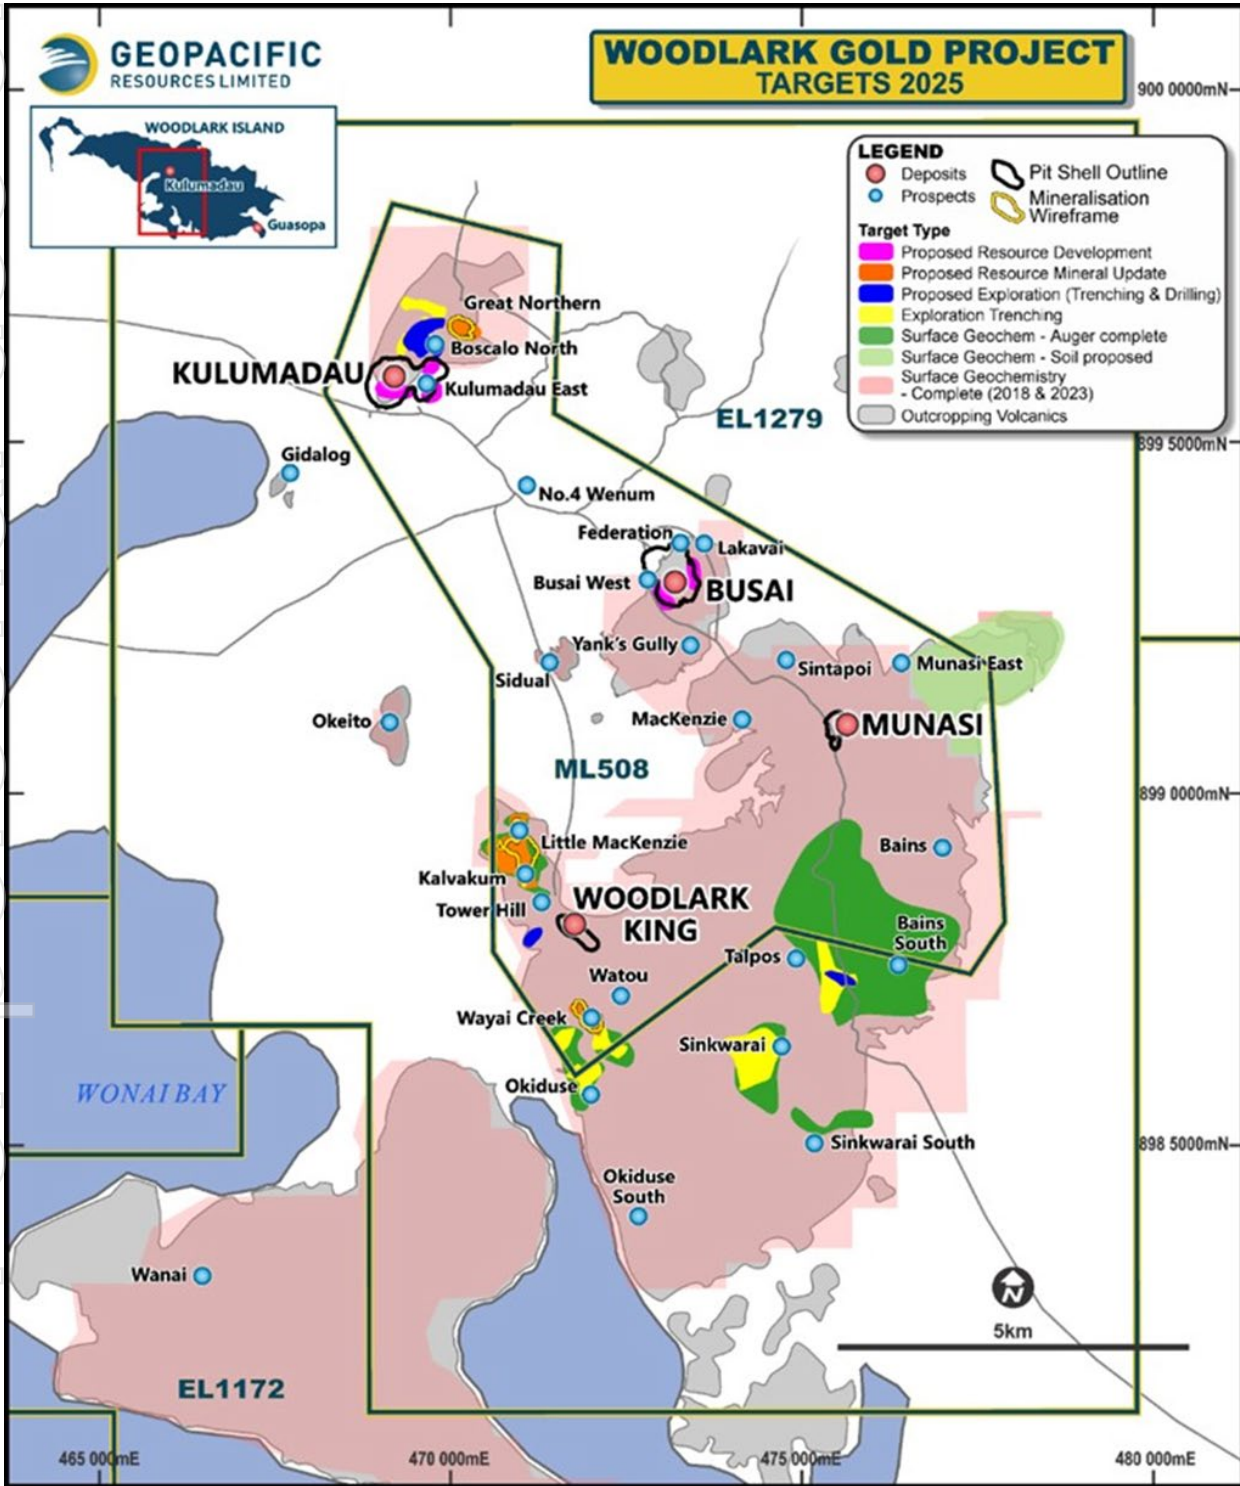 GEOPACIFIC
RESOURCES LIMITED
WOODLARK GOLD PROJECT
TARGETS 2025
900 0000mN
WOODLARK ISLAND
Kulumadau
Guasopa
LEGEND
Deposits
Prospects
Pit Shell Outline
Mineralisation
Wireframe
Target Type
Proposed Resource Development
Proposed Resource Mineral Update
Proposed Exploration (Trenching & Drilling)
Exploration Trenching
Surface Geochem - Auger complete
Surface Geochem - Soil proposed
Surface Geochemistry
- Complete (2018 & 2023)
Outcropping Volcanics
Great Northern
Boscalo North
KULUMADAU
Kulumadau East
EL1279
899 5000mN
Gidalog
No.4 Wenum
Federation
Lakavai
Busai West
BUSAI
Yank's Gully
Sintapoi
Munasi East
Sidual
Okeito
MacKenzie
MUNASI
ML508
899 0000mN
Little MacKenzie
Bains
Kalvakum
Tower Hill
WOODLARK
KING
Bains
South
Talpos
Watou
Wayai Creek
Sinkwarai
Okiduse
WONAI BAY
Sinkwarai South
898 5000mN
Okiduse
South
Wanai
N
5km
EL1172
465 000mE
470 000mE
475 000mE
480 000mE